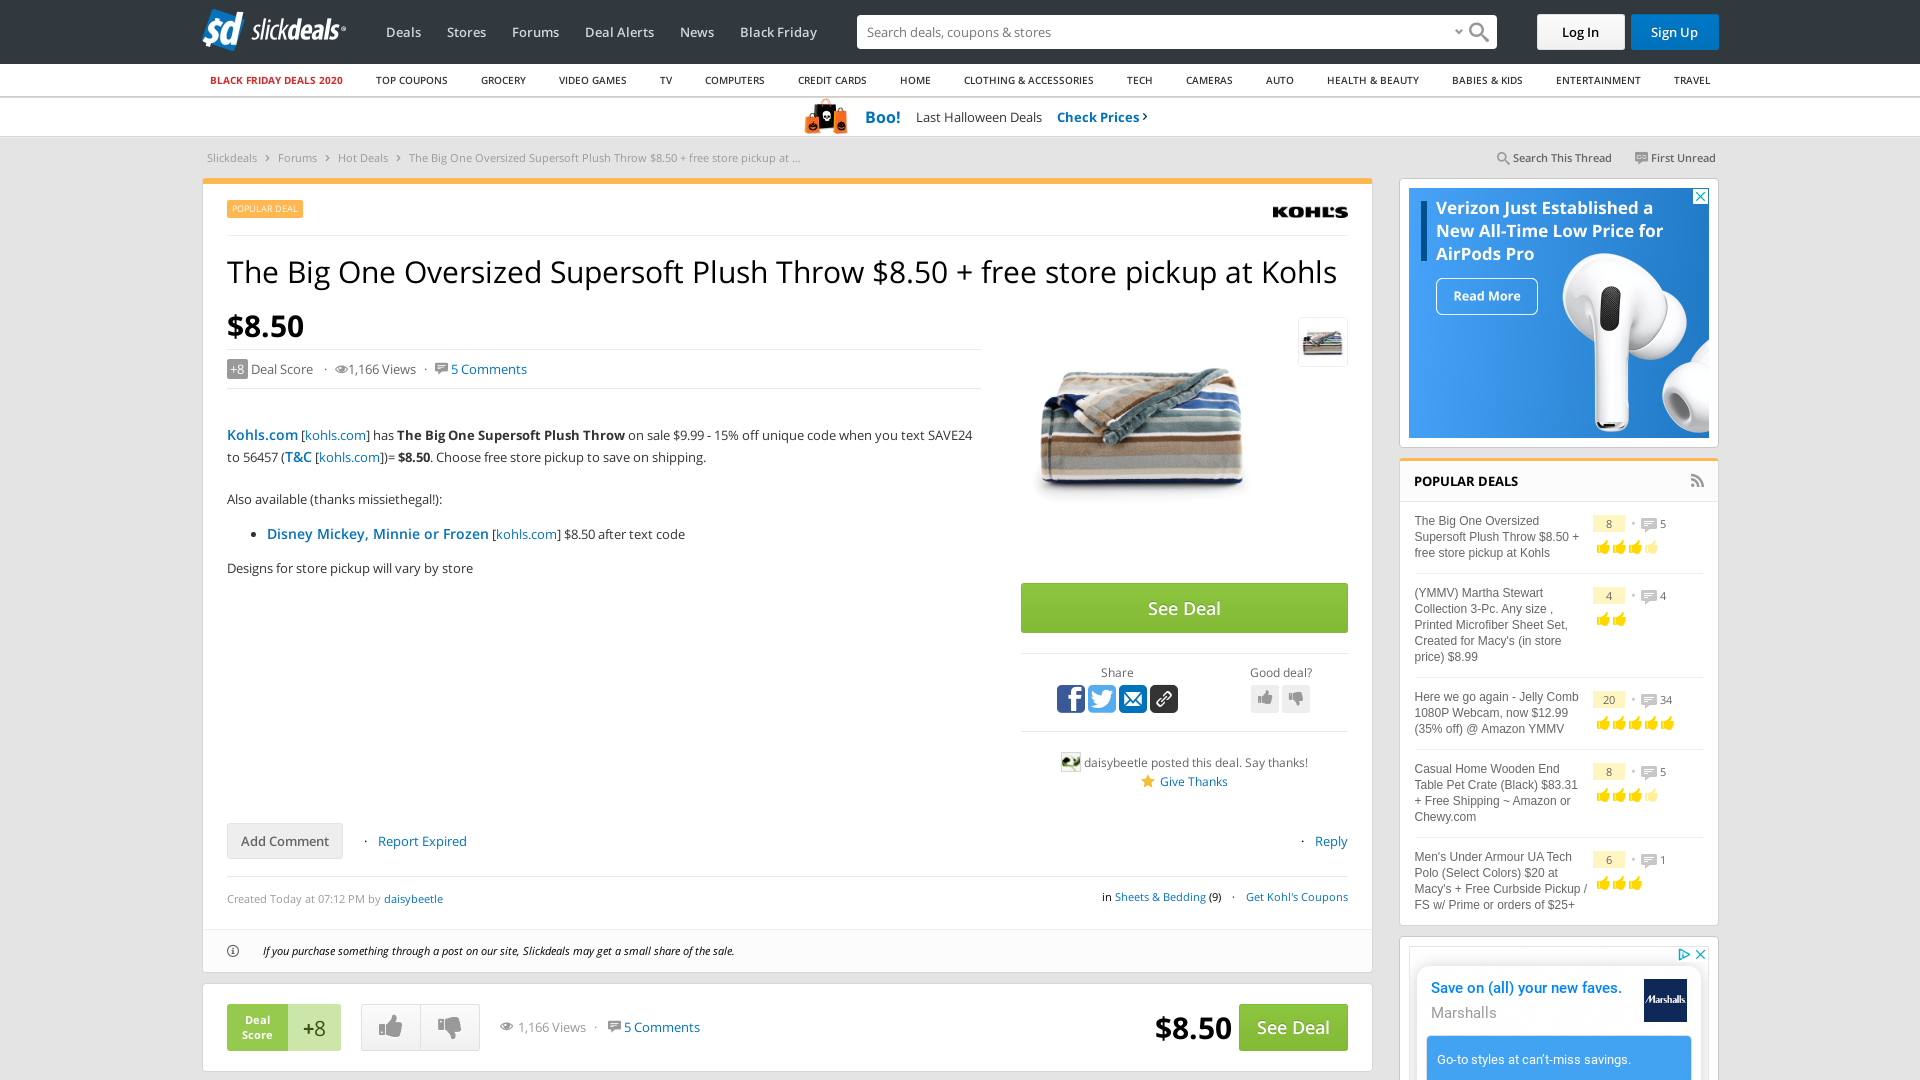 sd slickdeals
Deals Stores Forums Deal Alerts News Black Friday
Search deals, coupons & stores
Log In
Sign Up
BLACK FRIDAY DEALS 2020 TOP COUPONS GROCERY VIDEO GAMES TV COMPUTERS CREDIT CARDS HOME CLOTHING & ACCESSORIES TECH CAMERAS AUTO HEALTH & BEAUTY BABIES & KIDS ENTERTAINMENT TRAVEL
Boo! Last Halloween Deals Check Prices
Slickdeals > Forums > Hot Deals > The Big One Oversized Supersoft Plush Throw $8.50 + free store pickup at ...
Search This Thread First Unread
POPULAR DEAL
KOHL'S
The Big One Oversized Supersoft Plush Throw $8.50 + free store pickup at Kohls
$8.50
+8 Deal Score · 1,166 Views · 5 Comments
Kohls.com [kohls.com] has The Big One Supersoft Plush Throw on sale $9.99 - 15% off unique code when you text SAVE24
to 56457 (T&C [kohls.com])= $8.50. Choose free store pickup to save on shipping.
Also available (thanks missiethegal!):
• Disney Mickey, Minnie or Frozen [kohls.com] $8.50 after text code
Designs for store pickup will vary by store
See Deal
Share
Good deal?
daisybeetle posted this deal. Say thanks!
Give Thanks
Add Comment · Report Expired
· Reply
Created Today at 07:12 PM by daisybeetle
in Sheets & Bedding (9) · Get Kohl's Coupons
If you purchase something through a post on our site, Slickdeals may get a small share of the sale.
Deal
Score
+8
1,166 Views · 5 Comments
$8.50
See Deal
Verizon Just Established a
New All-Time Low Price for
AirPods Pro
Read More
POPULAR DEALS
The Big One Oversized
Supersoft Plush Throw $8.50 +
free store pickup at Kohls
8 • 5
(YMMV) Martha Stewart
Collection 3-Pc. Any size ,
Printed Microfiber Sheet Set,
Created for Macy's (in store
price) $8.99
4 • 4
Here we go again - Jelly Comb
1080P Webcam, now $12.99
(35% off) @ Amazon YMMV
20 • 34
Casual Home Wooden End
Table Pet Crate (Black) $83.31
+ Free Shipping ~ Amazon or
Chewy.com
8 • 5
Men's Under Armour UA Tech
Polo (Select Colors) $20 at
Macy's + Free Curbside Pickup /
FS w/ Prime or orders of $25+
6 • 1
Save on (all) your new faves.
Marshalls
Marshalls
Go-to styles at can't-miss savings.